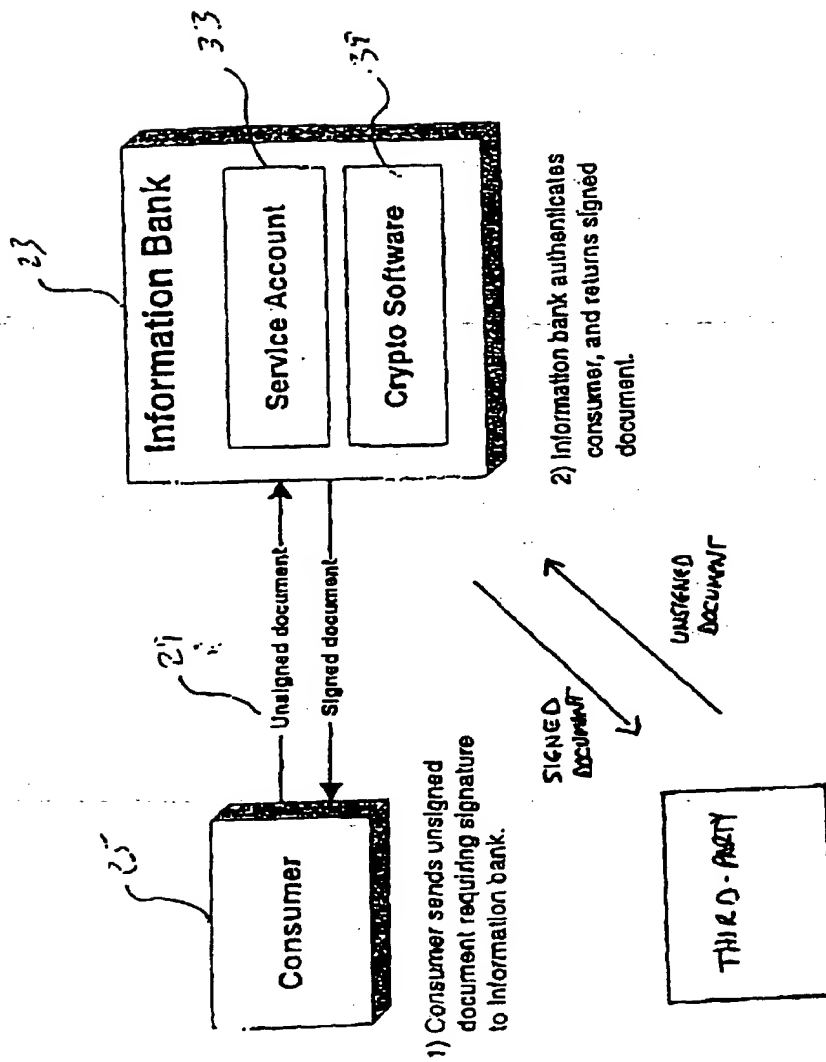 23
Information Bank
33
Service Account
Crypto Software
25
Consumer
Unsigned document
Signed document
1) Consumer sends unsigned
document requiring signature
to Information bank.
2) Information bank authenticates
consumer, and returns signed
document.
SIGNED
DOCUMENT
UNSIGNED
DOCUMENT
THIRD-PARTY